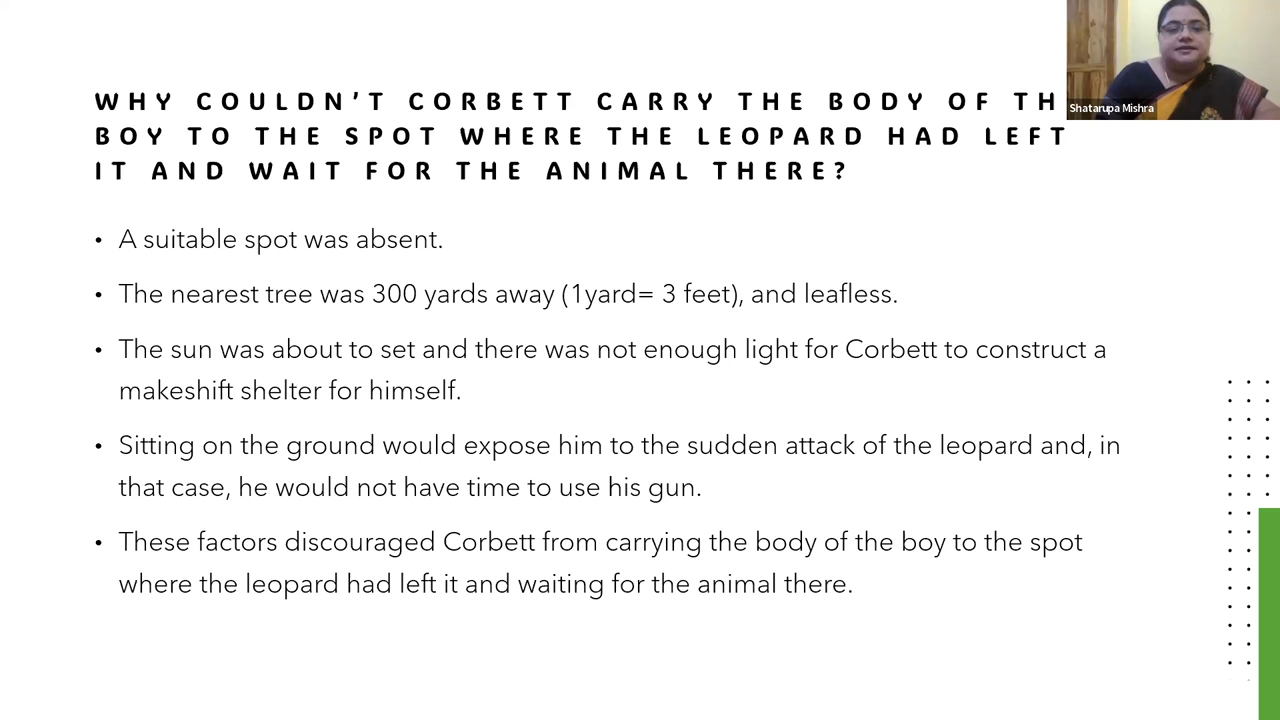 WHY COULDN'T CORBETT CARRY THE BODY OF TH
BOY TO THE SPOT WHERE THE LEOPARD HAD LEFT
IT AND WAIT FOR THE ANIMAL THERE?
Shatarupa Mishra
• A suitable spot was absent.
• The nearest tree was 300 yards away (1yard= 3 feet), and leafless.
• The sun was about to set and there was not enough light for Corbett to construct a
makeshift shelter for himself.
• Sitting on the ground would expose him to the sudden attack of the leopard and, in
that case, he would not have time to use his gun.
• These factors discouraged Corbett from carrying the body of the boy to the spot
where the leopard had left it and waiting for the animal there.